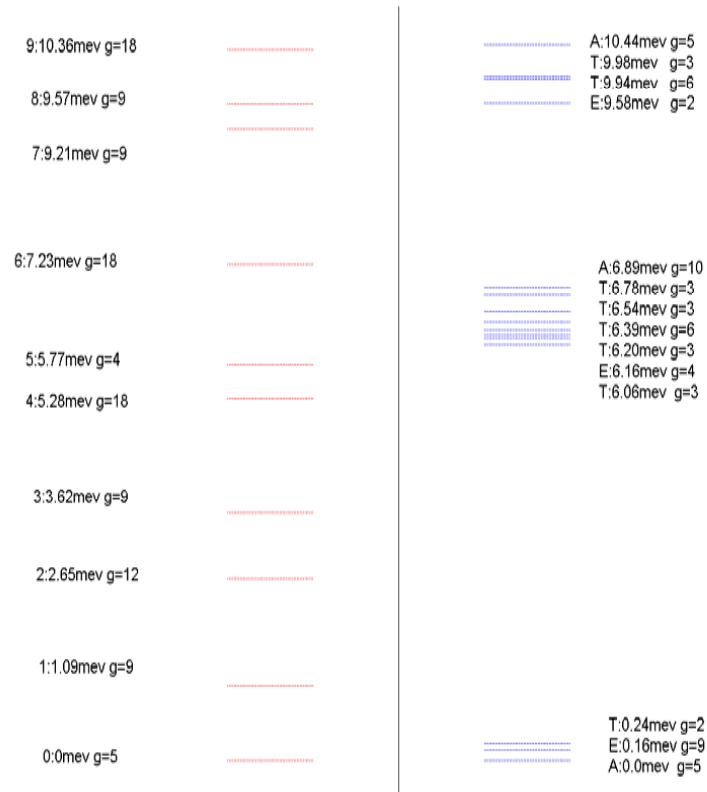 9:10.36mev g=18
8:9.57mev g=9
7:9.21mev g=9
6:7.23mev g=18
5:5.77mev g=4
4:5.28mev g=18
3:3.62mev g=9
2:2.65mev g=12
1:1.09mev g=9
0:0mev g=5
A:10.44mev g=5
T:9.98mev g=3
T:9.94mev g=6
E:9.58mev g=2
A:6.89mev g=10
T:6.78mev g=3
T:6.54mev g=3
T:6.39mev g=6
T:6.20mev g=3
E:6.16mev g=4
T:6.06mev g=3
T:0.24mev g=2
E:0.16mev g=9
A:0.0mev g=5